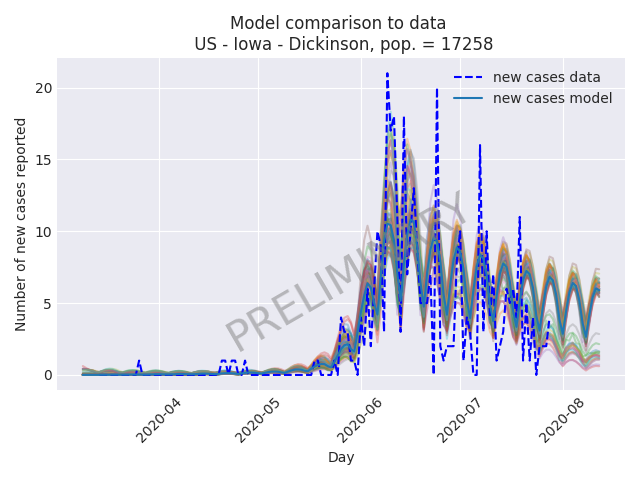 Model comparison to data
US - Iowa - Dickinson, pop. = 17258
new cases data
new cases model
Number of new cases reported
20
15
10
5
0
PRELIMINARY
2020-04
2020-05
2020-06
2020-07
2020-08
Day